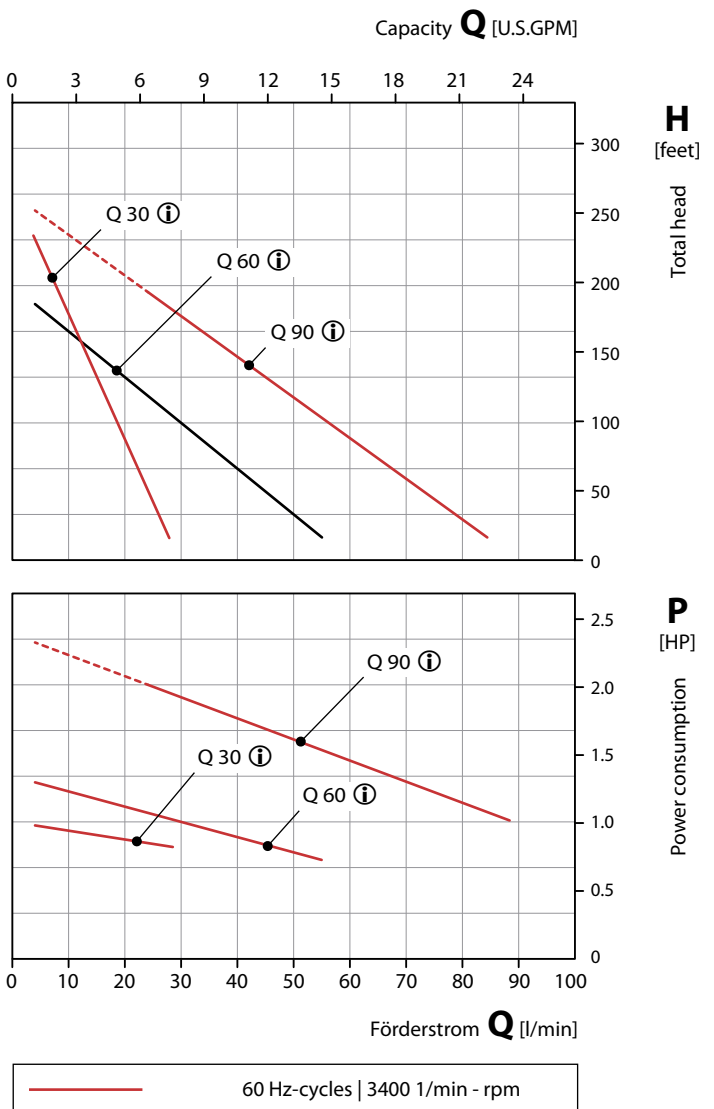 Capacity Q [U.S.GPM]
0 3 6 9 12 15 18 21 24
H
[feet]
Total head
300
250
200
150
100
50
0
Q 30 ⓘ
Q 60 ⓘ
Q 90 ⓘ
P
[HP]
Power consumption
2.5
2.0
1.5
1.0
0.5
0
Q 90 ⓘ
Q 30 ⓘ
Q 60 ⓘ
0 10 20 30 40 50 60 70 80 90 100
Förderstrom Q [l/min]
60 Hz-cycles | 3400 1/min - rpm